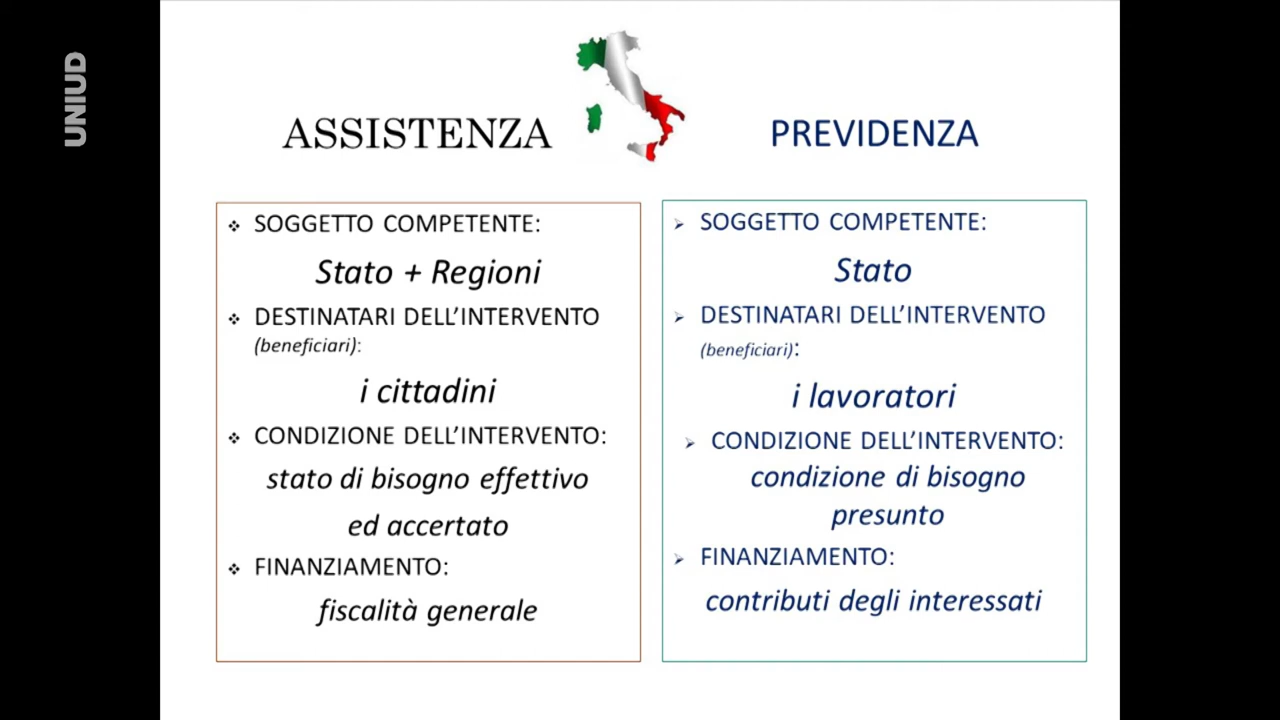 UNIUD
ASSISTENZA
PREVIDENZA
SOGGETTO COMPETENTE:
Stato + Regioni
DESTINATARI DELL'INTERVENTO
(beneficiari):
i cittadini
CONDIZIONE DELL'INTERVENTO:
stato di bisogno effettivo
ed accertato
FINANZIAMENTO:
fiscalità generale
SOGGETTO COMPETENTE:
Stato
DESTINATARI DELL'INTERVENTO
(beneficiari):
i lavoratori
CONDIZIONE DELL'INTERVENTO:
condizione di bisogno
presunto
FINANZIAMENTO:
contributi degli interessati